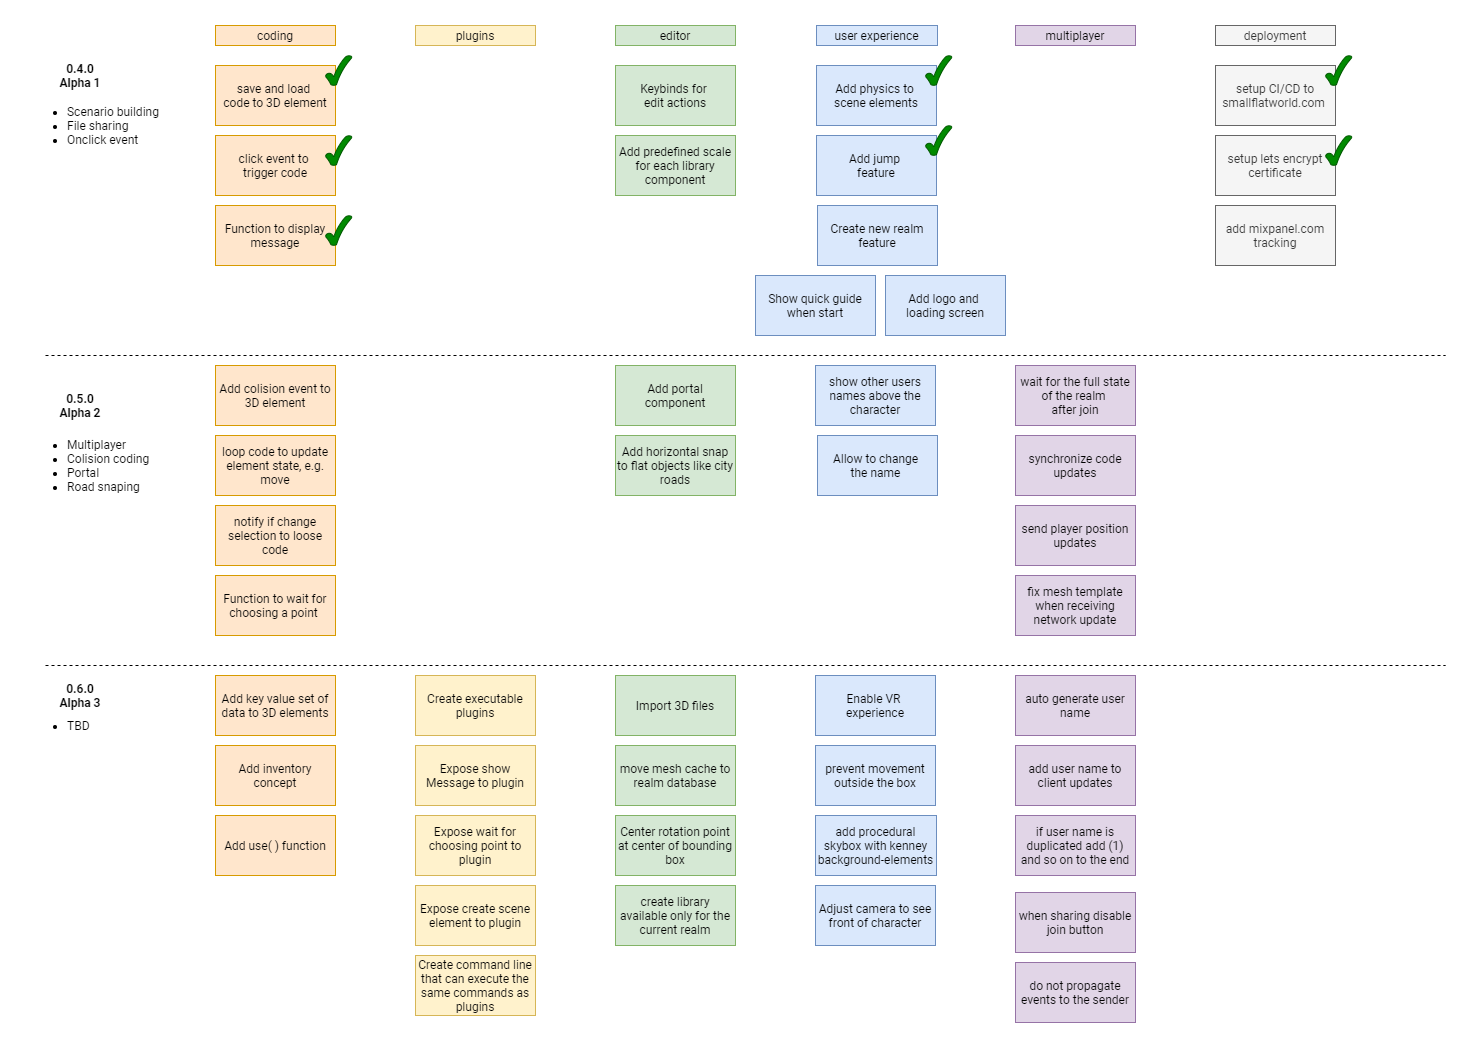 coding
plugins
editor
user experience
multiplayer
deployment
0.4.0
Alpha 1
Scenario building
File sharing
Onclick event
save and load
code to 3D element
click event to
trigger code
Function to display
message
Keybinds for
edit actions
Add predefined scale
for each library
component
Add physics to
scene elements
Add jump
feature
Create new realm
feature
Show quick guide
when start
Add logo and
loading screen
setup CI/CD to
smallflatworld.com
setup lets encrypt
certificate
add mixpanel.com
tracking
0.5.0
Alpha 2
Multiplayer
Colision coding
Portal
Road snaping
Add colision event to
3D element
loop code to update
element state, e.g.
move
notify if change
selection to loose
code
Function to wait for
choosing a point
Add portal
component
Add horizontal snap
to flat objects like city
roads
show other users
names above the
character
Allow to change
the name
wait for the full state
of the realm
after join
synchronize code
updates
send player position
updates
fix mesh template
when receiving
network update
0.6.0
Alpha 3
TBD
Add key value set of
data to 3D elements
Add inventory
concept
Add use( ) function
Create executable
plugins
Expose show
Message to plugin
Expose wait for
choosing point to
plugin
Expose create scene
element to plugin
Create command line
that can execute the
same commands as
plugins
Import 3D files
move mesh cache to
realm database
Center rotation point
at center of bounding
box
create library
available only for the
current realm
Enable VR
experience
prevent movement
outside the box
add procedural
skybox with kenney
background-elements
Adjust camera to see
front of character
auto generate user
name
add user name to
client updates
if user name is
duplicated add (1)
and so on to the end
when sharing disable
join button
do not propagate
events to the sender